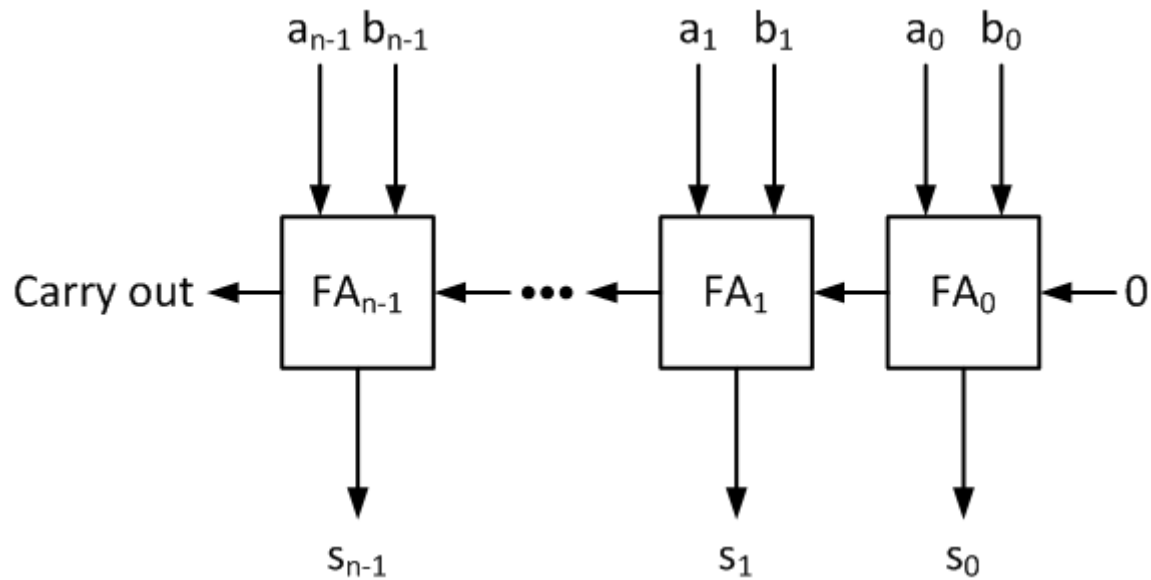 aₙ₋₁ bₙ₋₁ a₁ b₁ a₀ b₀
Carry out FAₙ₋₁ ••• FA₁ FA₀ 0
sₙ₋₁ s₁ s₀